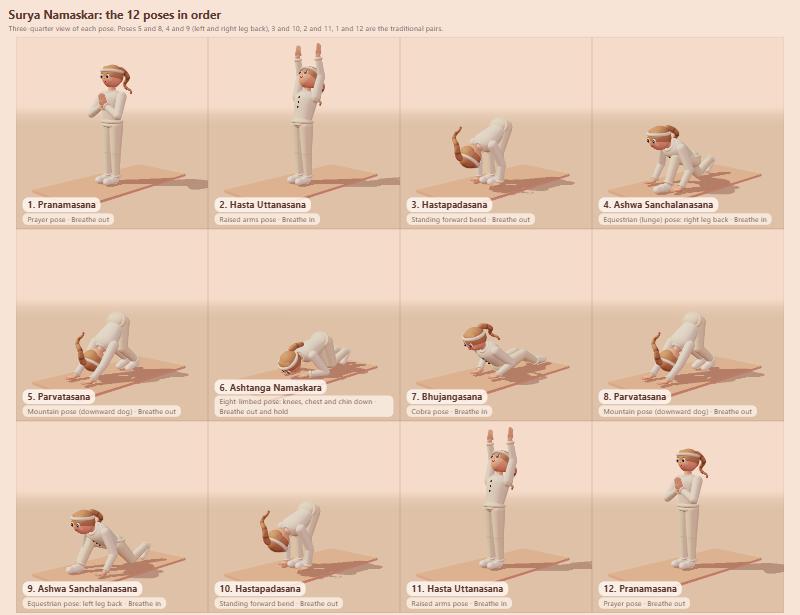 Surya Namaskar: the 12 poses in order
Three-quarter view of each pose. Poses 5 and 8, 4 and 9 (left and right leg back), 3 and 10, 2 and 11, 1 and 12 are the traditional pairs.
1. Pranamasana
Prayer pose · Breathe out
2. Hasta Uttanasana
Raised arms pose · Breathe in
3. Hastapadasana
Standing forward bend · Breathe out
4. Ashwa Sanchalanasana
Equestrian (lunge) pose: right leg back · Breathe in
5. Parvatasana
Mountain pose (downward dog) · Breathe out
6. Ashtanga Namaskara
Eight-limbed pose: knees, chest and chin down ·
Breathe out and hold
7. Bhujangasana
Cobra pose · Breathe in
8. Parvatasana
Mountain pose (downward dog) · Breathe out
9. Ashwa Sanchalanasana
Equestrian pose: left leg back · Breathe in
10. Hastapadasana
Standing forward bend · Breathe out
11. Hasta Uttanasana
Raised arms pose · Breathe in
12. Pranamasana
Prayer pose · Breathe out